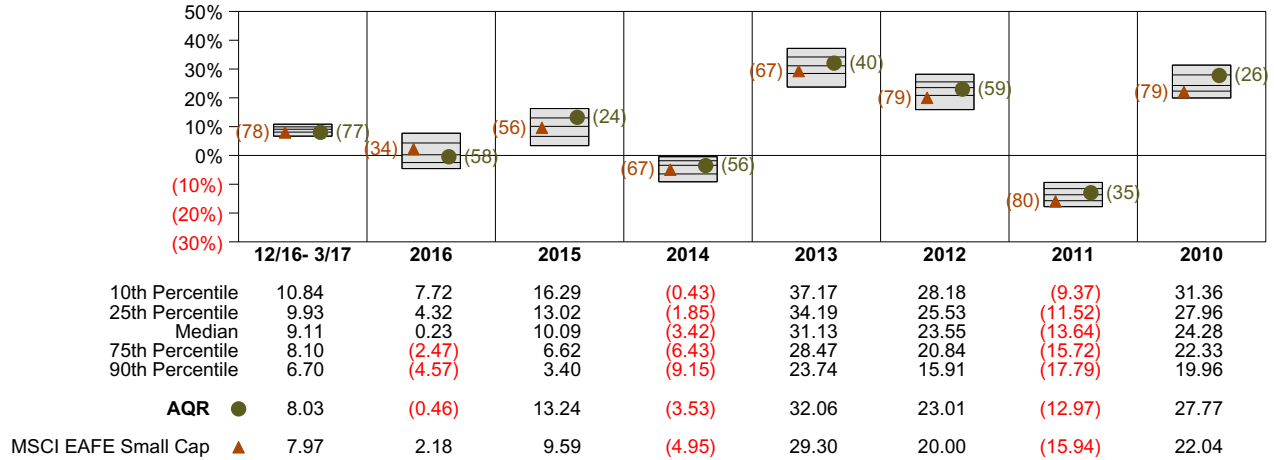 50%
40%
30%
20%
10%
0%
(10%)
(20%)
(30%)
(78) (77)
(34) (58)
(56) (24)
(67) (56)
(67) (40)
(79) (59)
(80) (35)
(79) (26)
12/16- 3/17 2016 2015 2014 2013 2012 2011 2010
10th Percentile 10.84 7.72 16.29 (0.43) 37.17 28.18 (9.37) 31.36
25th Percentile 9.93 4.32 13.02 (1.85) 34.19 25.53 (11.52) 27.96
Median 9.11 0.23 10.09 (3.42) 31.13 23.55 (13.64) 24.28
75th Percentile 8.10 (2.47) 6.62 (6.43) 28.47 20.84 (15.72) 22.33
90th Percentile 6.70 (4.57) 3.40 (9.15) 23.74 15.91 (17.79) 19.96
AQR 8.03 (0.46) 13.24 (3.53) 32.06 23.01 (12.97) 27.77
MSCI EAFE Small Cap 7.97 2.18 9.59 (4.95) 29.30 20.00 (15.94) 22.04